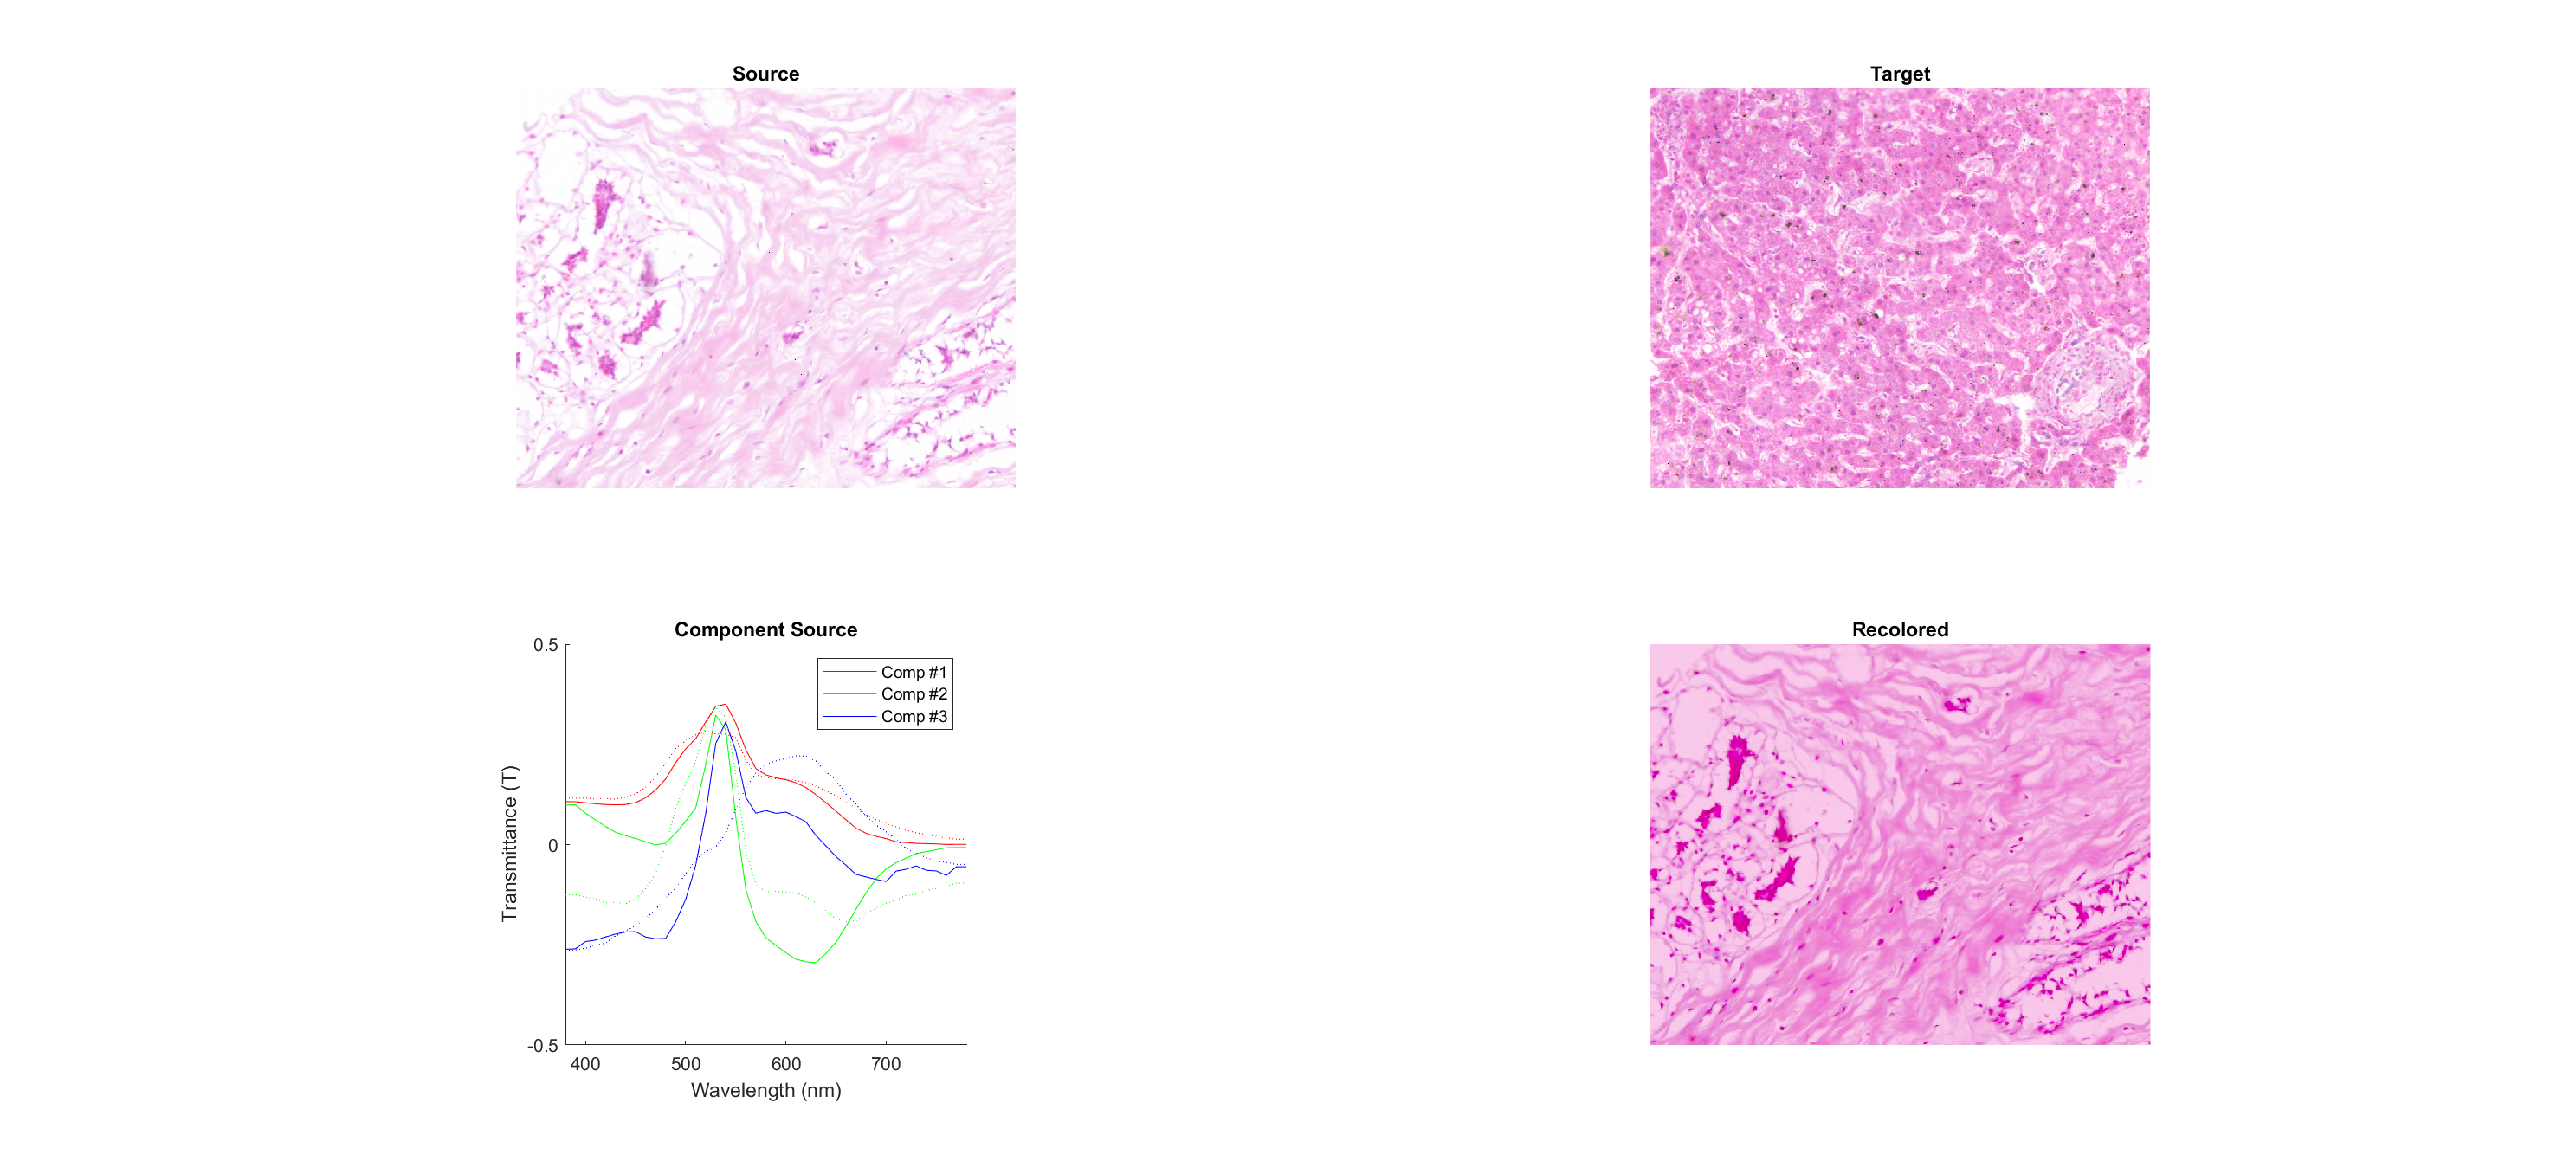 Source
Target
Component Source
0.5
0
-0.5
Transmittance (T)
400 500 600 700
Wavelength (nm)
Comp #1
Comp #2
Comp #3
Recolored